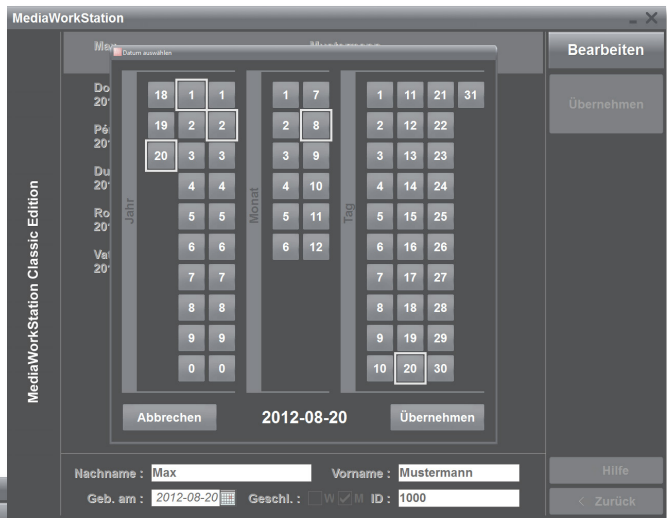 MediaWorkStation
Bearbeiten
Übernehmen
Datum auswählen
Jahr
Monat
Tag
18 1 1 1 7 1 11 21 31
19 2 2 2 8 2 12 22
20 3 3 3 9 3 13 23
4 4 4 10 4 14 24
5 5 5 11 5 15 25
6 6 6 12 6 16 26
7 7 7 17 27
8 8 8 18 28
9 9 9 19 29
0 0 10 20 30
Abbrechen 2012-08-20 Übernehmen
MediaWorkStation Classic Edition
Nachname : Max Vorname : Mustermann
Geb. am : 2012-08-20 Geschl. : W M ID : 1000
Hilfe
< Zurück